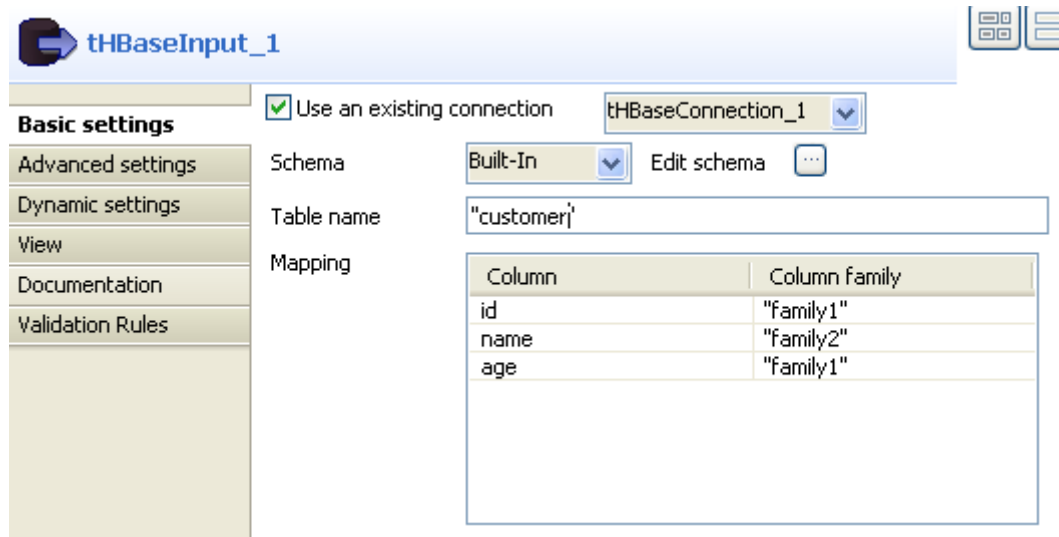 tHBaseInput_1
Basic settings
Advanced settings
Dynamic settings
View
Documentation
Validation Rules
Use an existing connection tHBaseConnection_1
Schema Built-In Edit schema ...
Table name "customer"
Mapping
Column Column family
id "family1"
name "family2"
age "family1"